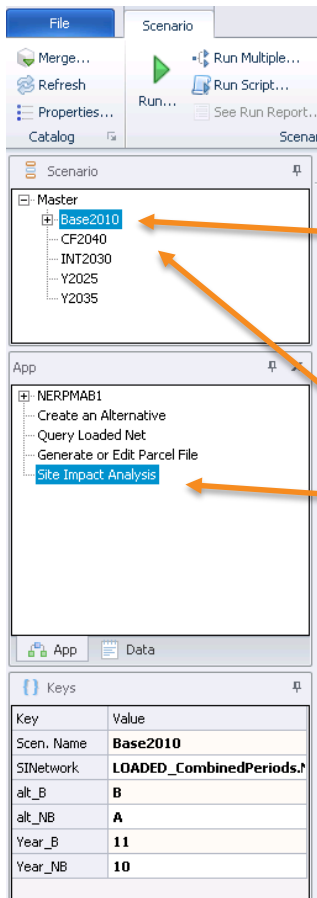 File Scenario
Merge... Run Multiple...
Refresh Run Script...
Properties... Run... See Run Report..
Catalog Scenar
Scenario
Master
Base2010
CF2040
INT2030
Y2025
Y2035
App
NERPMAB1
Create an Alternative
Query Loaded Net
Generate or Edit Parcel File
Site Impact Analysis
App Data
Keys
Key Value
Scen. Name Base2010
SINetwork LOADED_CombinedPeriods.N
alt_B B
alt_NB A
Year_B 11
Year_NB 10